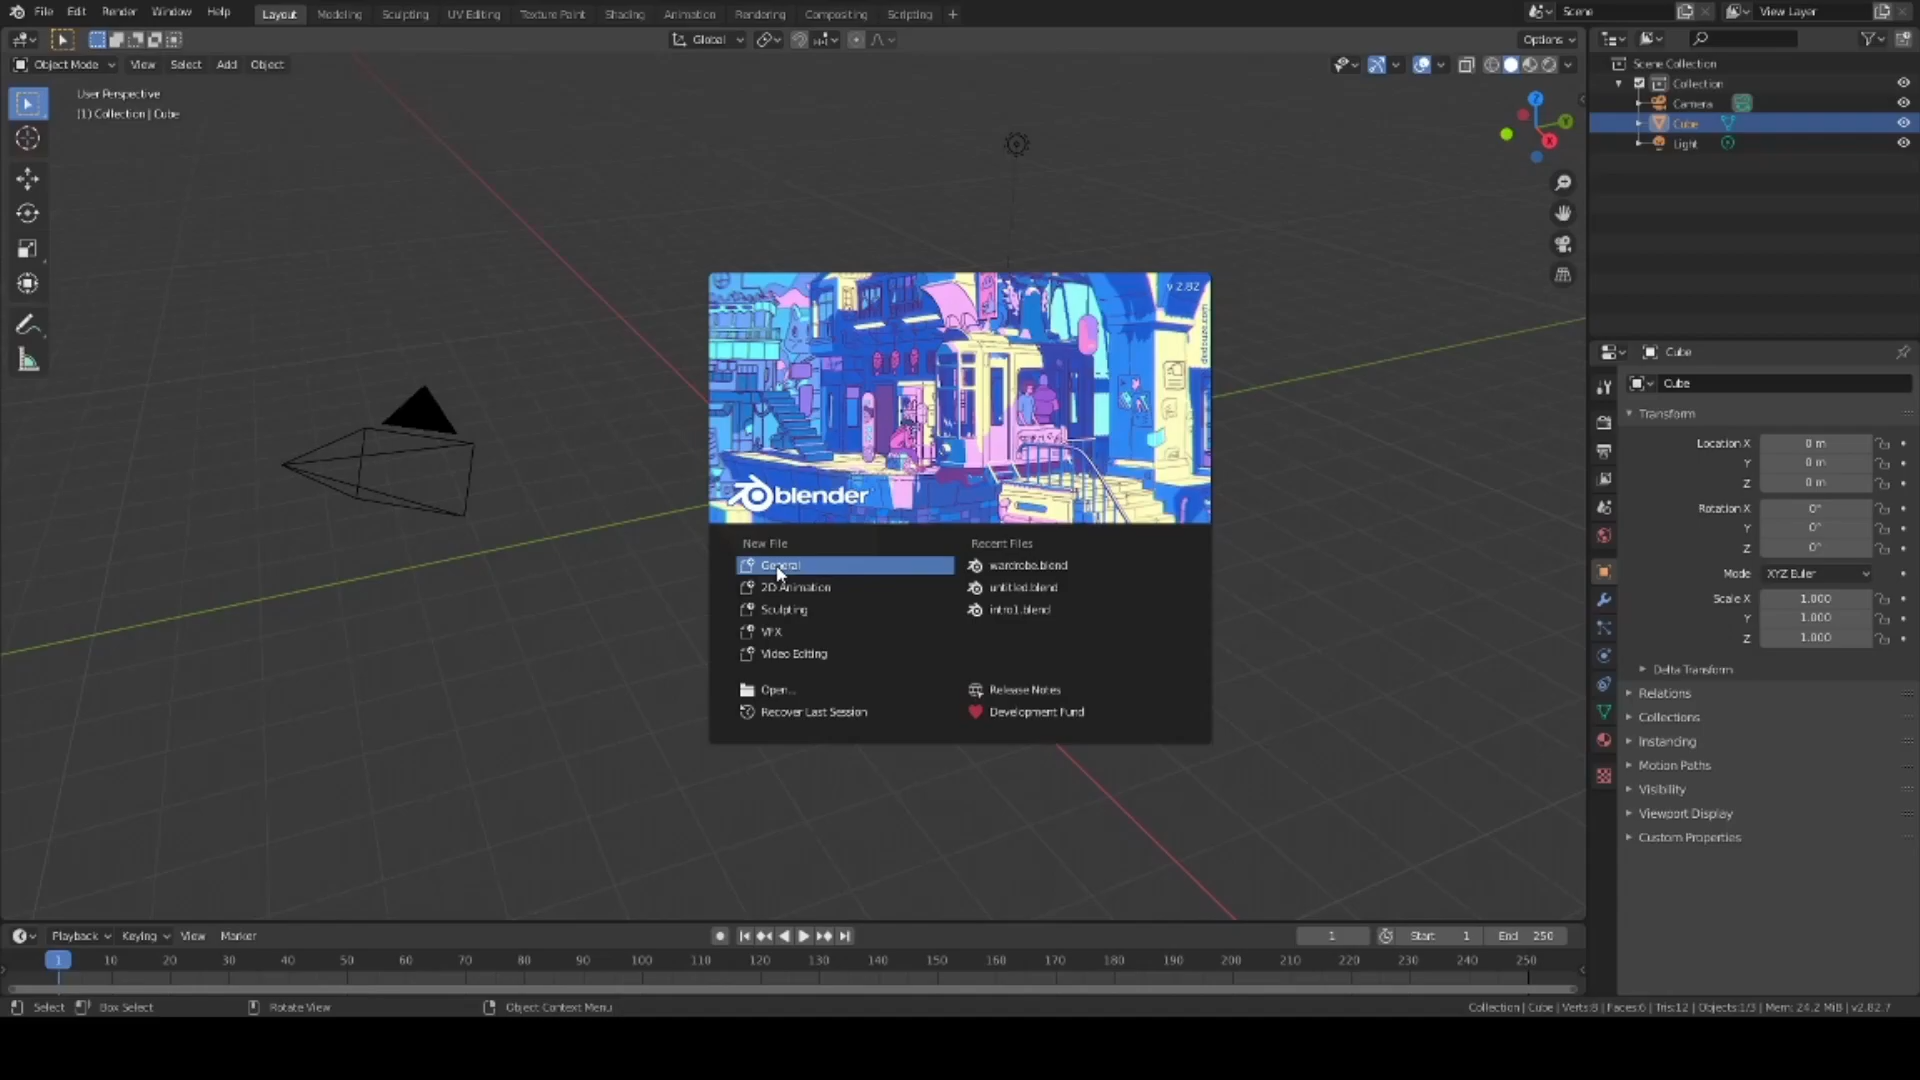 File Edit Render Window Help Layout Modeling Sculpting UV Editing Texture Paint Shading Animation Rendering Compositing Scripting + Scene View Layer
Global Options
Object Mode View Select Add Object
User Perspective
(1) Collection | Cube
Z
Y
X
Scene Collection
Collection
Camera
Cube
Light
v 2.82
blender
New File
General
2D Animation
Sculpting
VFX
Video Editing
Open...
Recover Last Session
Recent Files
wardrobe.blend
untitled.blend
intro1.blend
Release Notes
Development Fund
Cube
Cube
Transform
Location X 0 m
Y 0 m
Z 0 m
Rotation X 0°
Y 0°
Z 0°
Mode XYZ Euler
Scale X 1.000
Y 1.000
Z 1.000
Delta Transform
Relations
Collections
Instancing
Motion Paths
Visibility
Viewport Display
Custom Properties
Playback Keying View Marker 1 Start 1 End 250
1 10 20 30 40 50 60 70 80 90 100 110 120 130 140 150 160 170 180 190 200 210 220 230 240 250
Select Box Select Rotate View Object Context Menu Collection | Cube | Verts:8 | Faces:6 | Tris:12 | Objects:1/3 | Mem: 24.2 MiB | v2.82.7